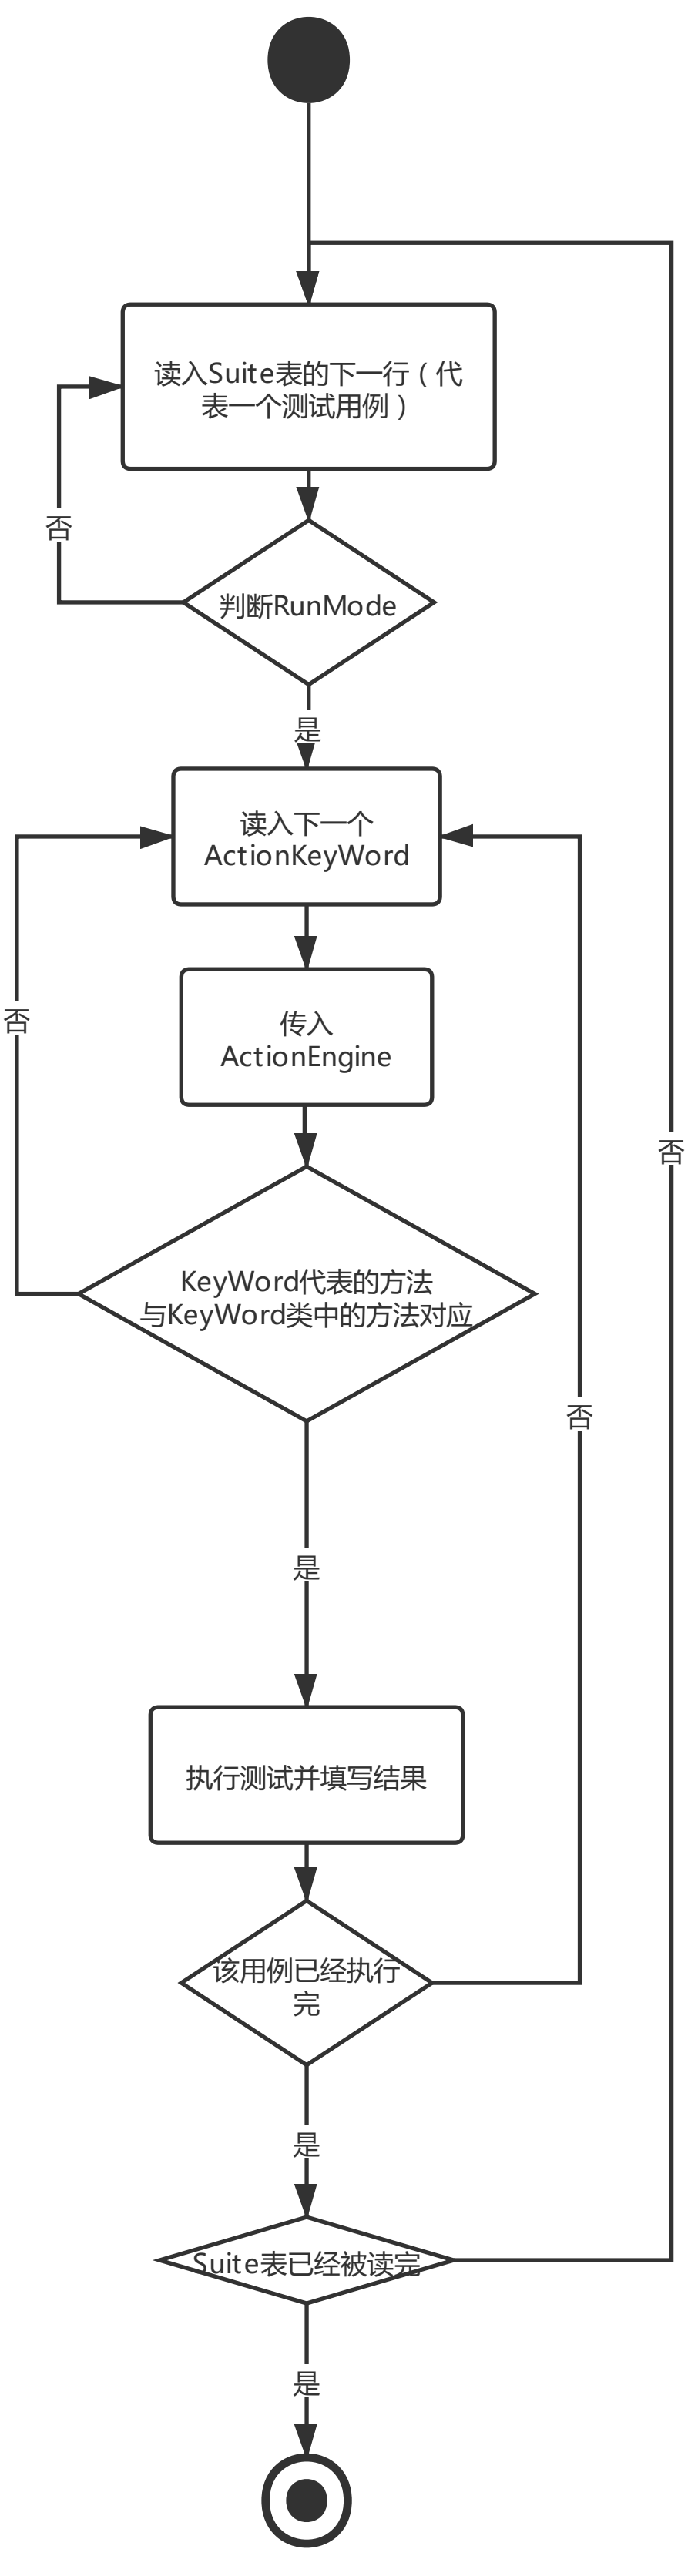 读入Suite表的下一行（代
表一个测试用例）
否
判断RunMode
是
读入下一个
ActionKeyWord
否
传入
ActionEngine
否
KeyWord代表的方法
与KeyWord类中的方法对应
否
是
执行测试并填写结果
该用例已经执行
完
是
Suite表已经被读完
是